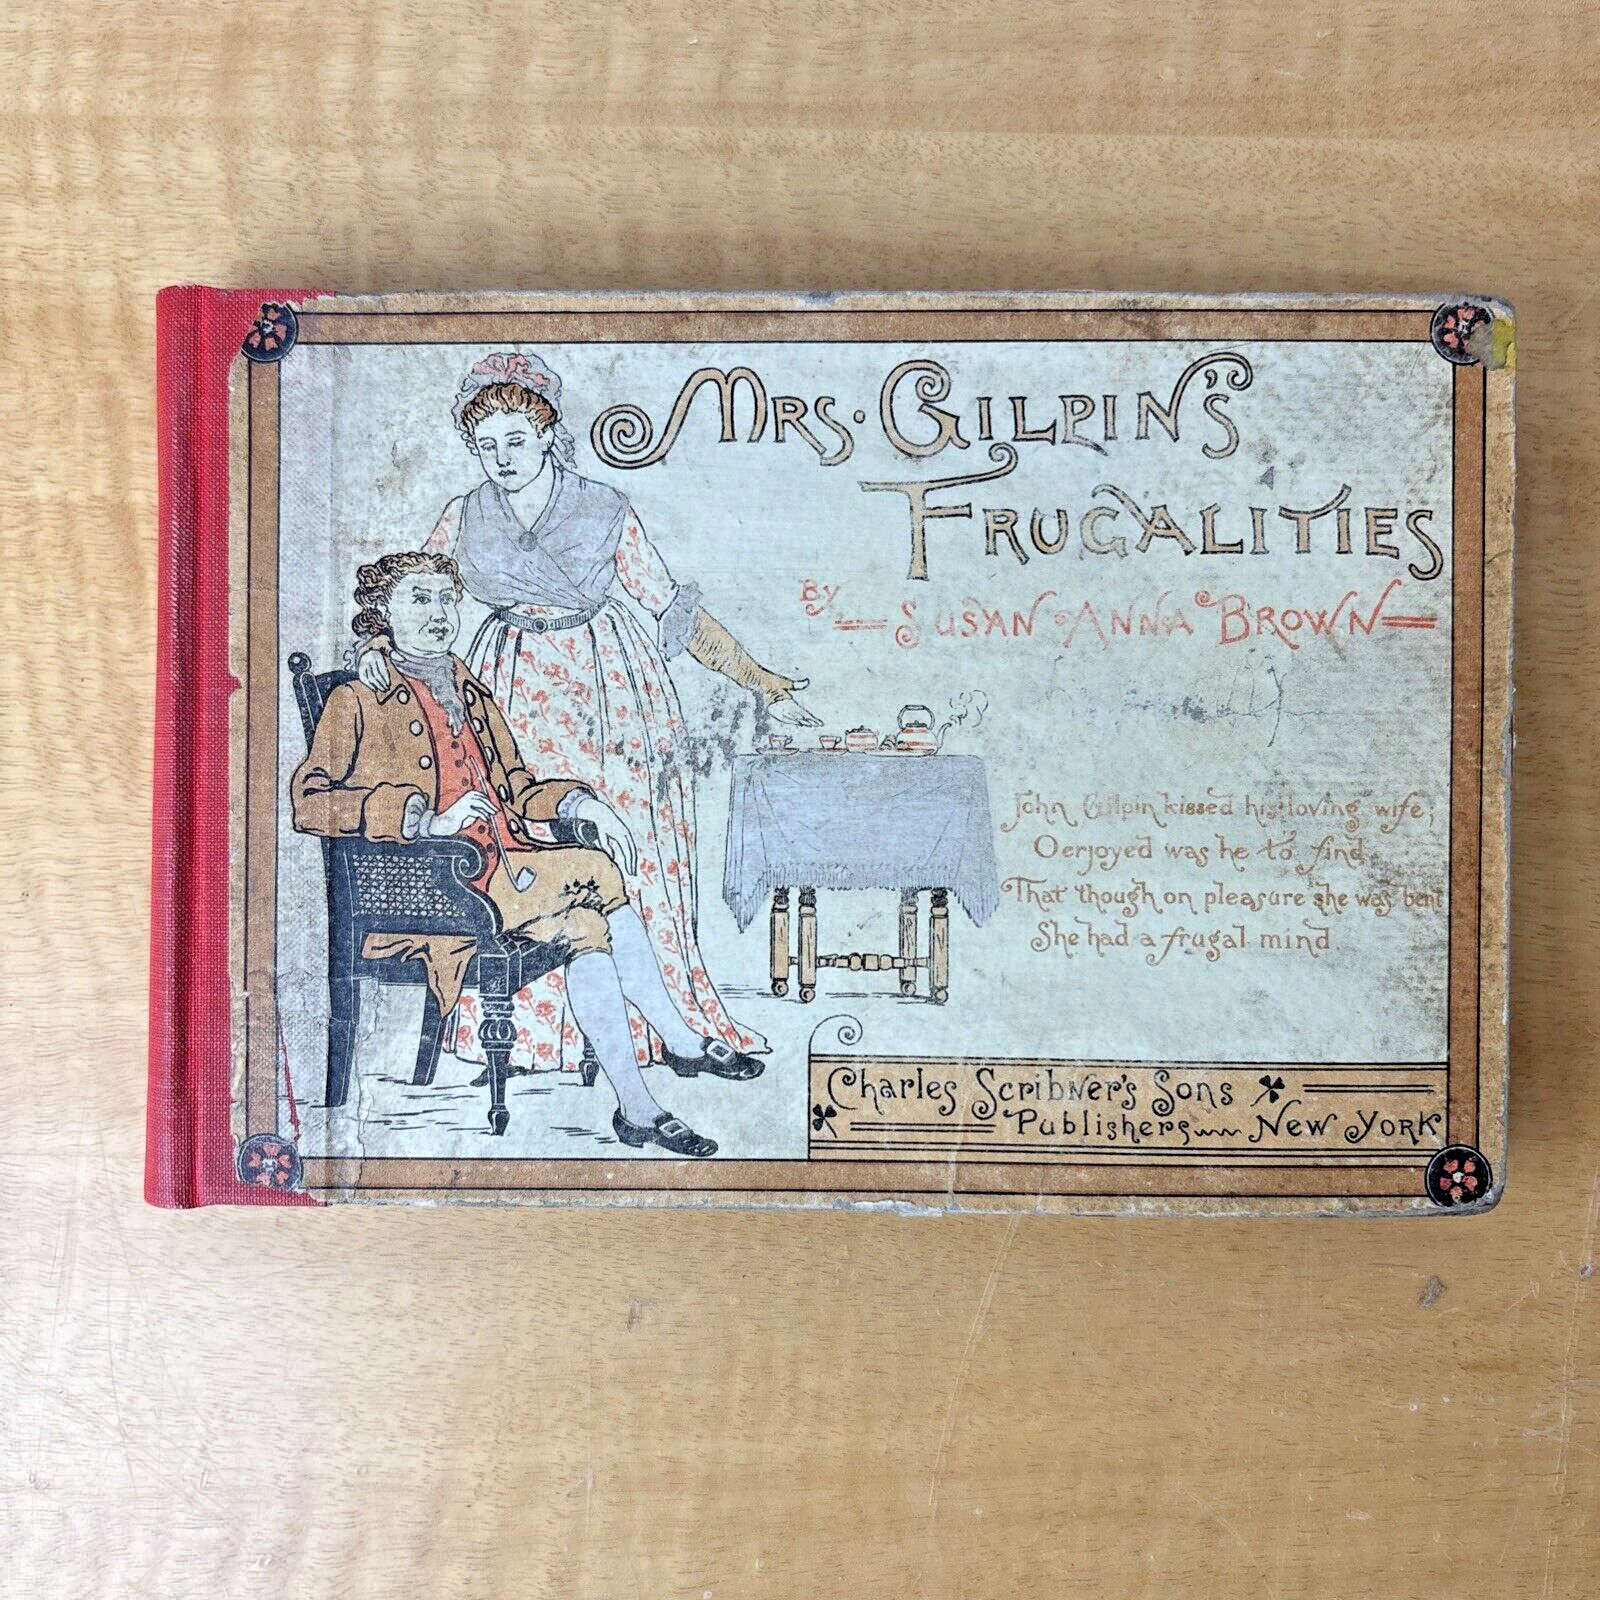 Mrs. Gilpin's
Frugalities
By
Susan Anna Brown
John Gilpin kissed his loving wife,
Oerjoyed was he to find
That though on pleasure she was bent
She had a frugal mind.
Charles Scribner's Sons
Publishers New York